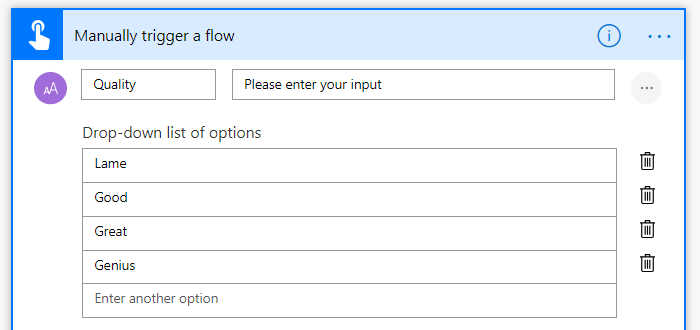 Manually trigger a flow
AA Quality Please enter your input
Drop-down list of options
Lame
Good
Great
Genius
Enter another option